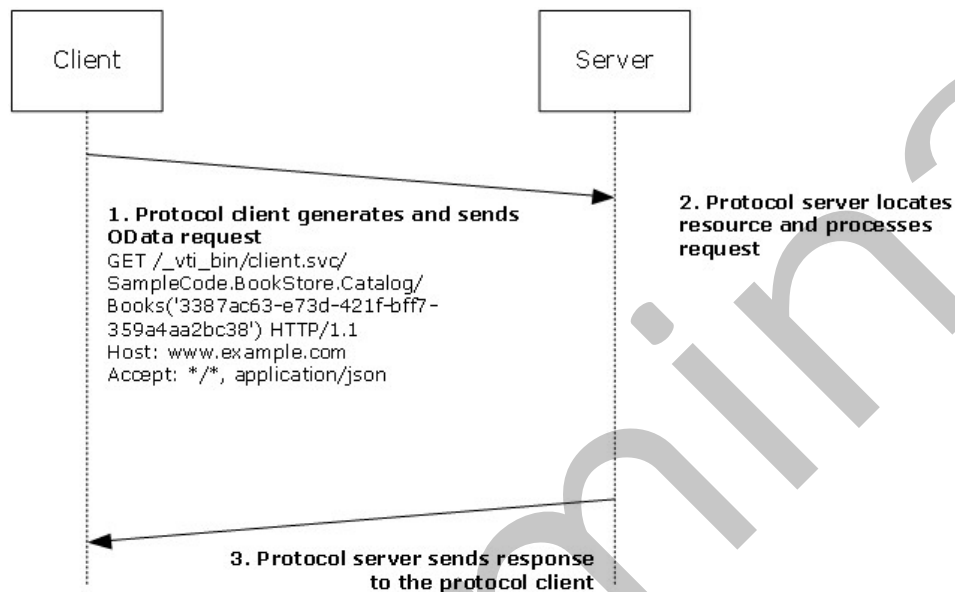 Client
Server
1. Protocol client generates and sends
OData request
GET /_vti_bin/client.svc/
SampleCode.BookStore.Catalog/
Books('3387ac63-e73d-421f-bff7-
359a4aa2bc38') HTTP/1.1
Host: www.example.com
Accept: */*, application/json
2. Protocol server locates
resource and processes
request
3. Protocol server sends response
to the protocol client